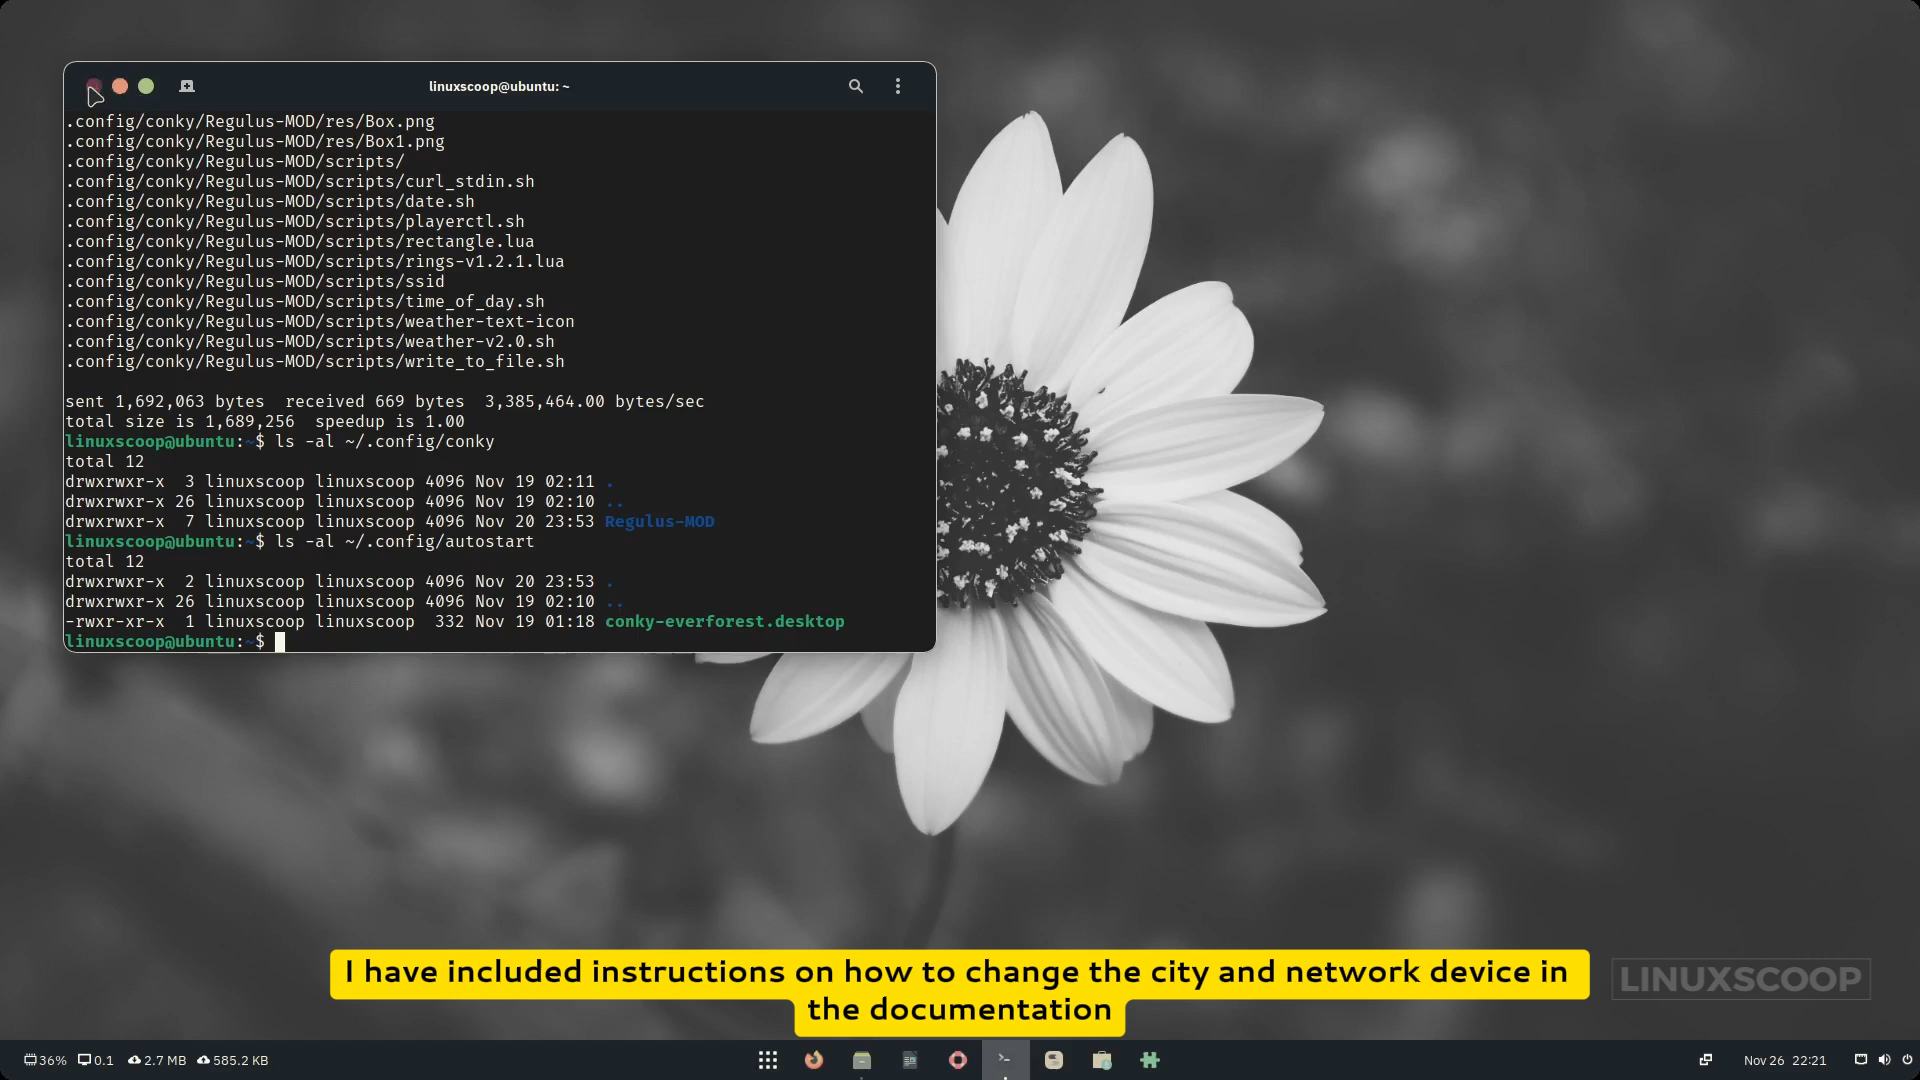 linuxscoop@ubuntu: ~
.config/conky/Regulus-MOD/res/Box.png
.config/conky/Regulus-MOD/res/Box1.png
.config/conky/Regulus-MOD/scripts/
.config/conky/Regulus-MOD/scripts/curl_stdin.sh
.config/conky/Regulus-MOD/scripts/date.sh
.config/conky/Regulus-MOD/scripts/playerctl.sh
.config/conky/Regulus-MOD/scripts/rectangle.lua
.config/conky/Regulus-MOD/scripts/rings-v1.2.1.lua
.config/conky/Regulus-MOD/scripts/ssid
.config/conky/Regulus-MOD/scripts/time_of_day.sh
.config/conky/Regulus-MOD/scripts/weather-text-icon
.config/conky/Regulus-MOD/scripts/weather-v2.0.sh
.config/conky/Regulus-MOD/scripts/write_to_file.sh
sent 1,692,063 bytes  received 669 bytes  3,385,464.00 bytes/sec
total size is 1,689,256  speedup is 1.00
linuxscoop@ubuntu:~$ ls -al ~/.config/conky
total 12
drwxrwxr-x  3 linuxscoop linuxscoop 4096 Nov 19 02:11 .
drwxrwxr-x 26 linuxscoop linuxscoop 4096 Nov 19 02:10 ..
drwxrwxr-x  7 linuxscoop linuxscoop 4096 Nov 20 23:53 Regulus-MOD
linuxscoop@ubuntu:~$ ls -al ~/.config/autostart
total 12
drwxrwxr-x  2 linuxscoop linuxscoop 4096 Nov 20 23:53 .
drwxrwxr-x 26 linuxscoop linuxscoop 4096 Nov 19 02:10 ..
-rwxr-xr-x  1 linuxscoop linuxscoop  332 Nov 19 01:18 conky-everforest.desktop
linuxscoop@ubuntu:~$
I have included instructions on how to change the city and network device in
the documentation
LINUXSCOOP
36% 0.1 2.7 MB 585.2 KB
Nov 26 22:21